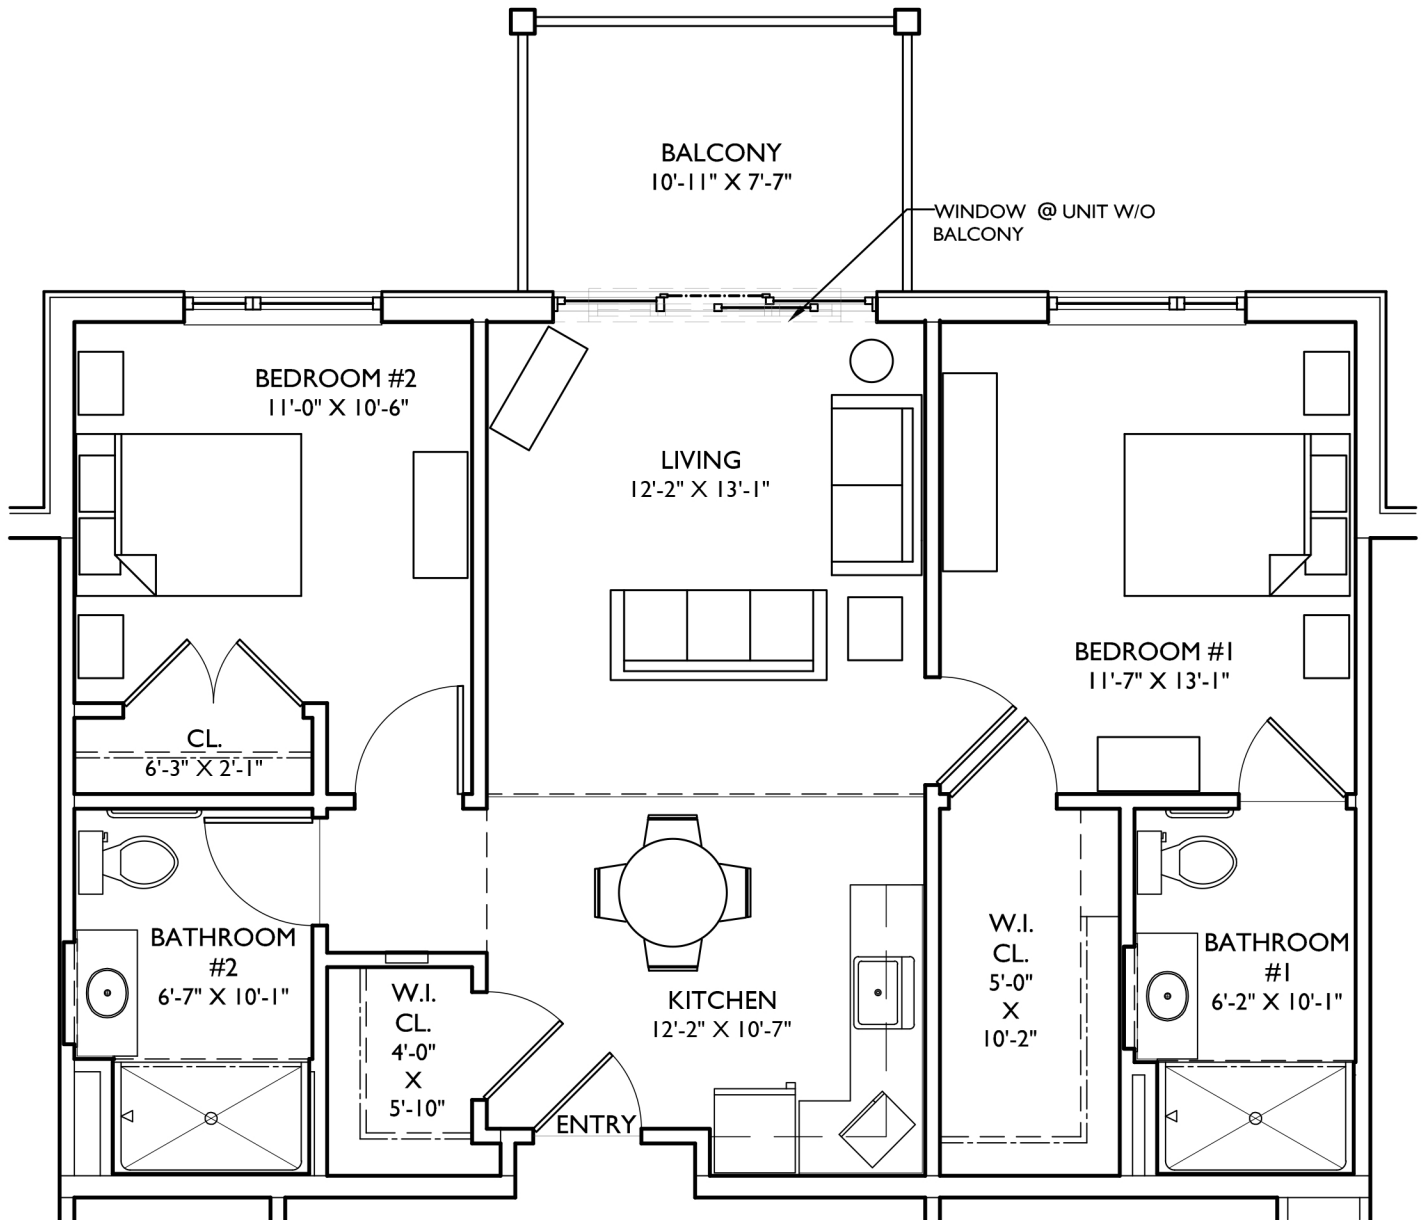 BALCONY
10'-11" X 7'-7"
WINDOW @ UNIT W/O
BALCONY
BEDROOM #2
11'-0" X 10'-6"
LIVING
12'-2" X 13'-1"
BEDROOM #1
11'-7" X 13'-1"
CL.
6'-3" X 2'-1"
BATHROOM
#2
6'-7" X 10'-1"
W.I.
CL.
4'-0"
X
5'-10"
KITCHEN
12'-2" X 10'-7"
ENTRY
W.I.
CL.
5'-0"
X
10'-2"
BATHROOM
#1
6'-2" X 10'-1"